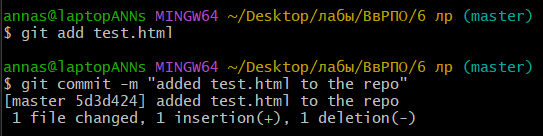 annas@laptopANNs MINGW64 ~/Desktop/лабы/ВвРПО/6 лр (master)
$ git add test.html
annas@laptopANNs MINGW64 ~/Desktop/лабы/ВвРПО/6 лр (master)
$ git commit -m "added test.html to the repo"
[master 5d3d424] added test.html to the repo
 1 file changed, 1 insertion(+), 1 deletion(-)